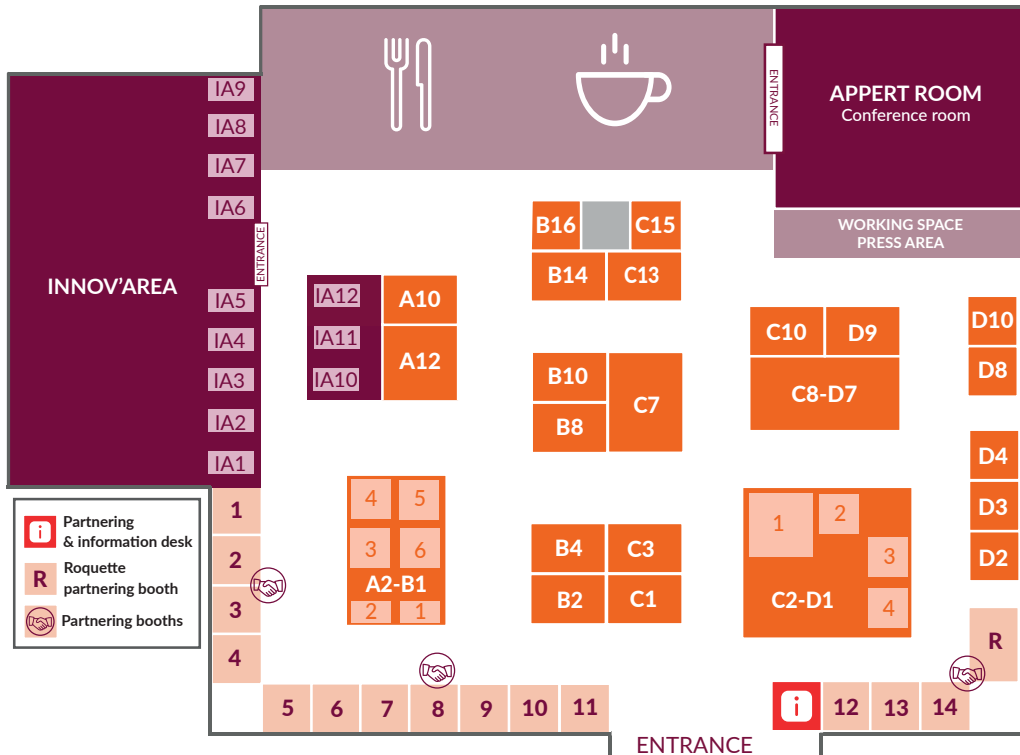 IA9
IA8
IA7
IA6
ENTRANCE
INNOV'AREA
IA5
IA4
IA3
IA2
IA1
ENTRANCE
APPERT ROOM
Conference room
WORKING SPACE
PRESS AREA
B16
C15
B14
C13
IA12
IA11
IA10
A10
A12
B10
B8
C7
C10
D9
C8-D7
D10
D8
D4
D3
D2
4
5
3
6
A2-B1
2
1
B4
C3
B2
C1
1
2
3
C2-D1
4
R
1
2
3
4
i
Partnering
& information desk
R
Roquette
partnering booth
Partnering booths
5
6
7
8
9
10
11
i
12
13
14
ENTRANCE